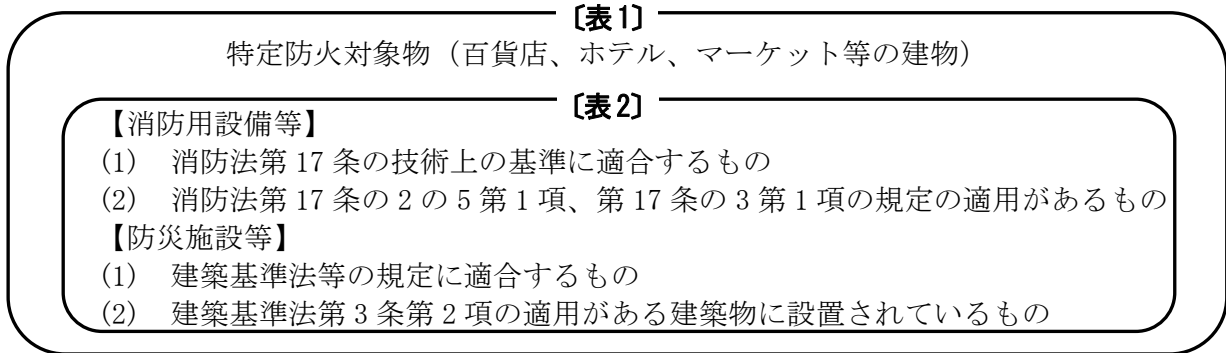 〔表1〕
特定防火対象物（百貨店、ホテル、マーケット等の建物）
〔表2〕
【消防用設備等】
(1) 消防法第 17 条の技術上の基準に適合するもの
(2) 消防法第 17 条の 2 の 5 第 1 項、第 17 条の 3 第 1 項の規定の適用があるもの
【防災施設等】
(1) 建築基準法等の規定に適合するもの
(2) 建築基準法第 3 条第 2 項の適用がある建築物に設置されているもの